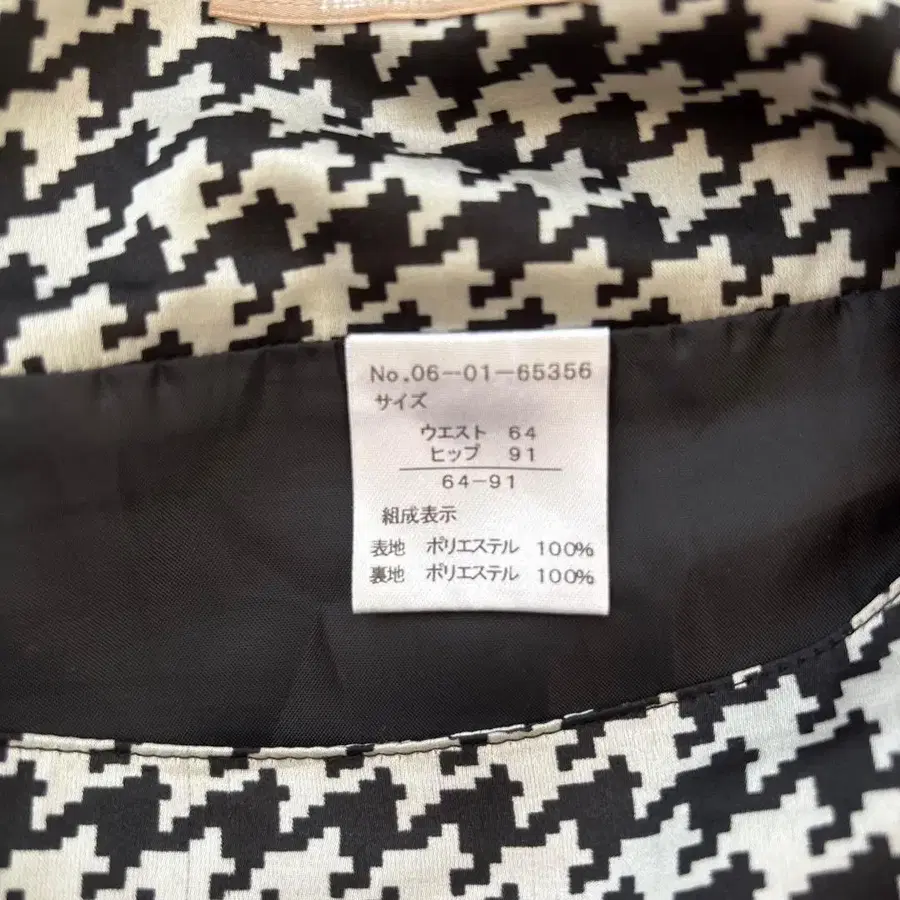 No.06-01-65356
サイズ
ウエスト 64
ヒップ 91
64-91
組成表示
表地 ポリエステル 100%
裏地 ポリエステル 100%